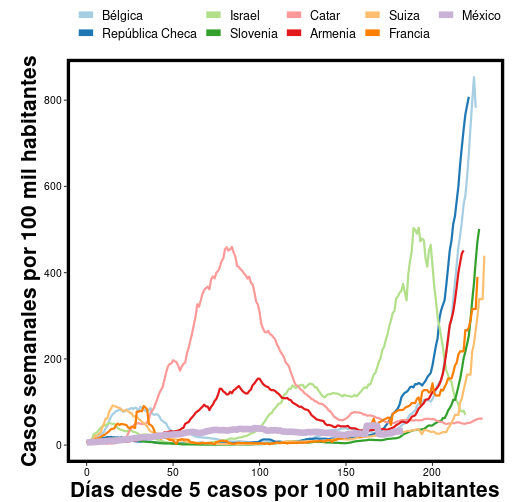 Bélgica Israel Catar Suiza México
República Checa Slovenia Armenia Francia
Casos semanales por 100 mil habitantes
800
600
400
200
0
0 50 100 150 200
Días desde 5 casos por 100 mil habitantes